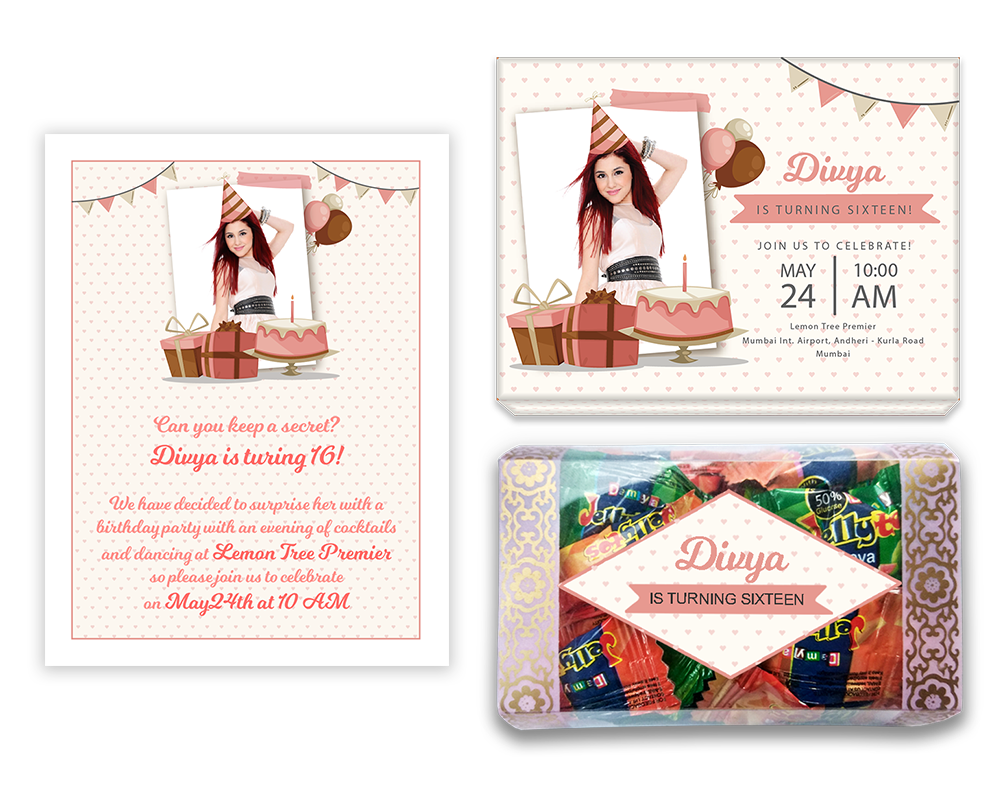 Can you keep a secret?
Divya is turing 16!
We have decided to surprise her with a
birthday party with an evening of cocktails
and dancing at Lemon Tree Premier
so please join us to celebrate
on May24th at 10 AM
Divya
IS TURNING SIXTEEN!
JOIN US TO CELEBRATE!
MAY
24
10:00
AM
Lemon Tree Premier
Mumbai Int. Airport, Andheri - Kurla Road
Mumbai
Divya
IS TURNING SIXTEEN
Damya
50%
Glucose